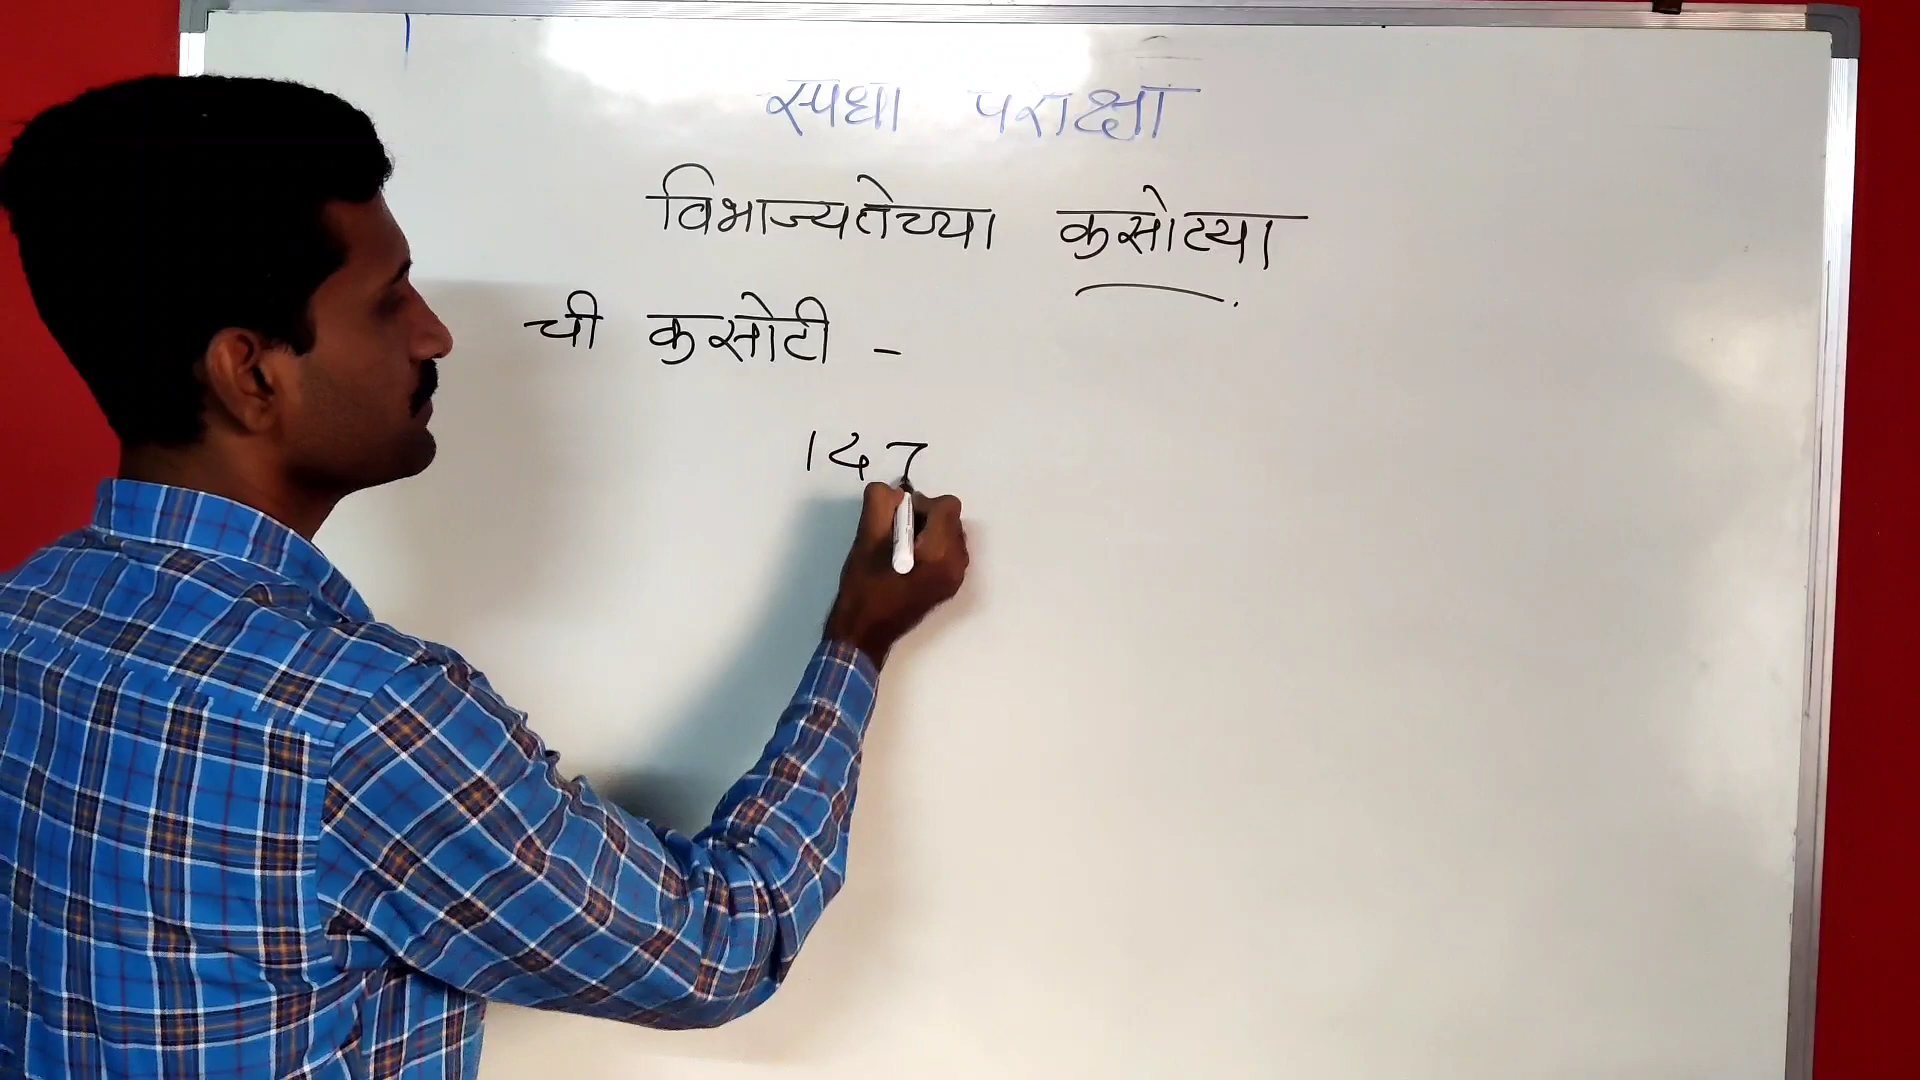 स्पर्धा परीक्षा
विभाज्यतेच्या कसोट्या
ची कसोटी -
147